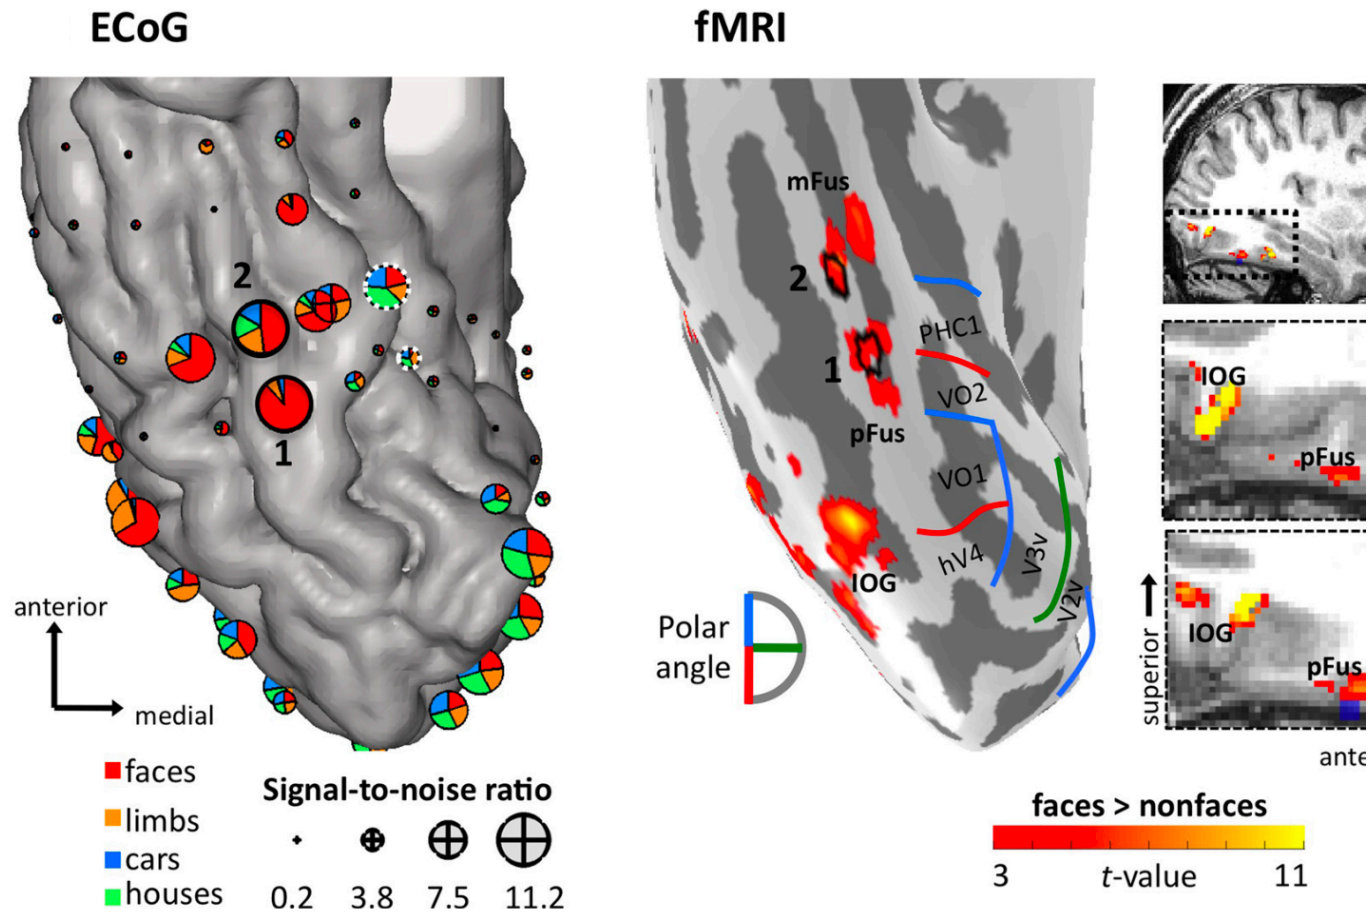 ECoG
fMRI
mFus
2
2
PHC1
1
VO2
pFus
1
VO1
hV4
V3v
V2v
IOG
IOG
pFus
IOG
pFus
superior
ante
anterior
medial
Polar
angle
faces
limbs
cars
houses
Signal-to-noise ratio
0.2 3.8 7.5 11.2
faces > nonfaces
3 t-value 11